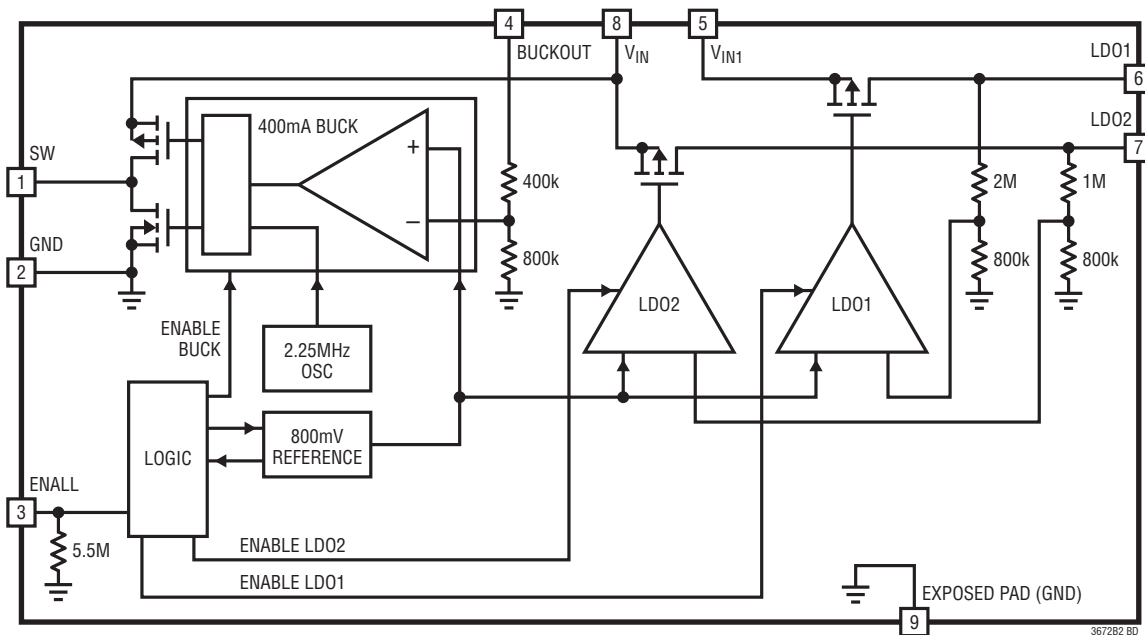 4
8
5
BUCKOUT
VIN
VIN1
LDO1
6
400mA BUCK
LDO2
7
SW
1
+
–
400k
800k
2M
1M
800k
800k
GND
2
LDO2
LDO1
ENABLE
BUCK
2.25MHz
OSC
LOGIC
800mV
REFERENCE
ENALL
3
5.5M
ENABLE LDO2
ENABLE LDO1
EXPOSED PAD (GND)
9
3672B2 BD